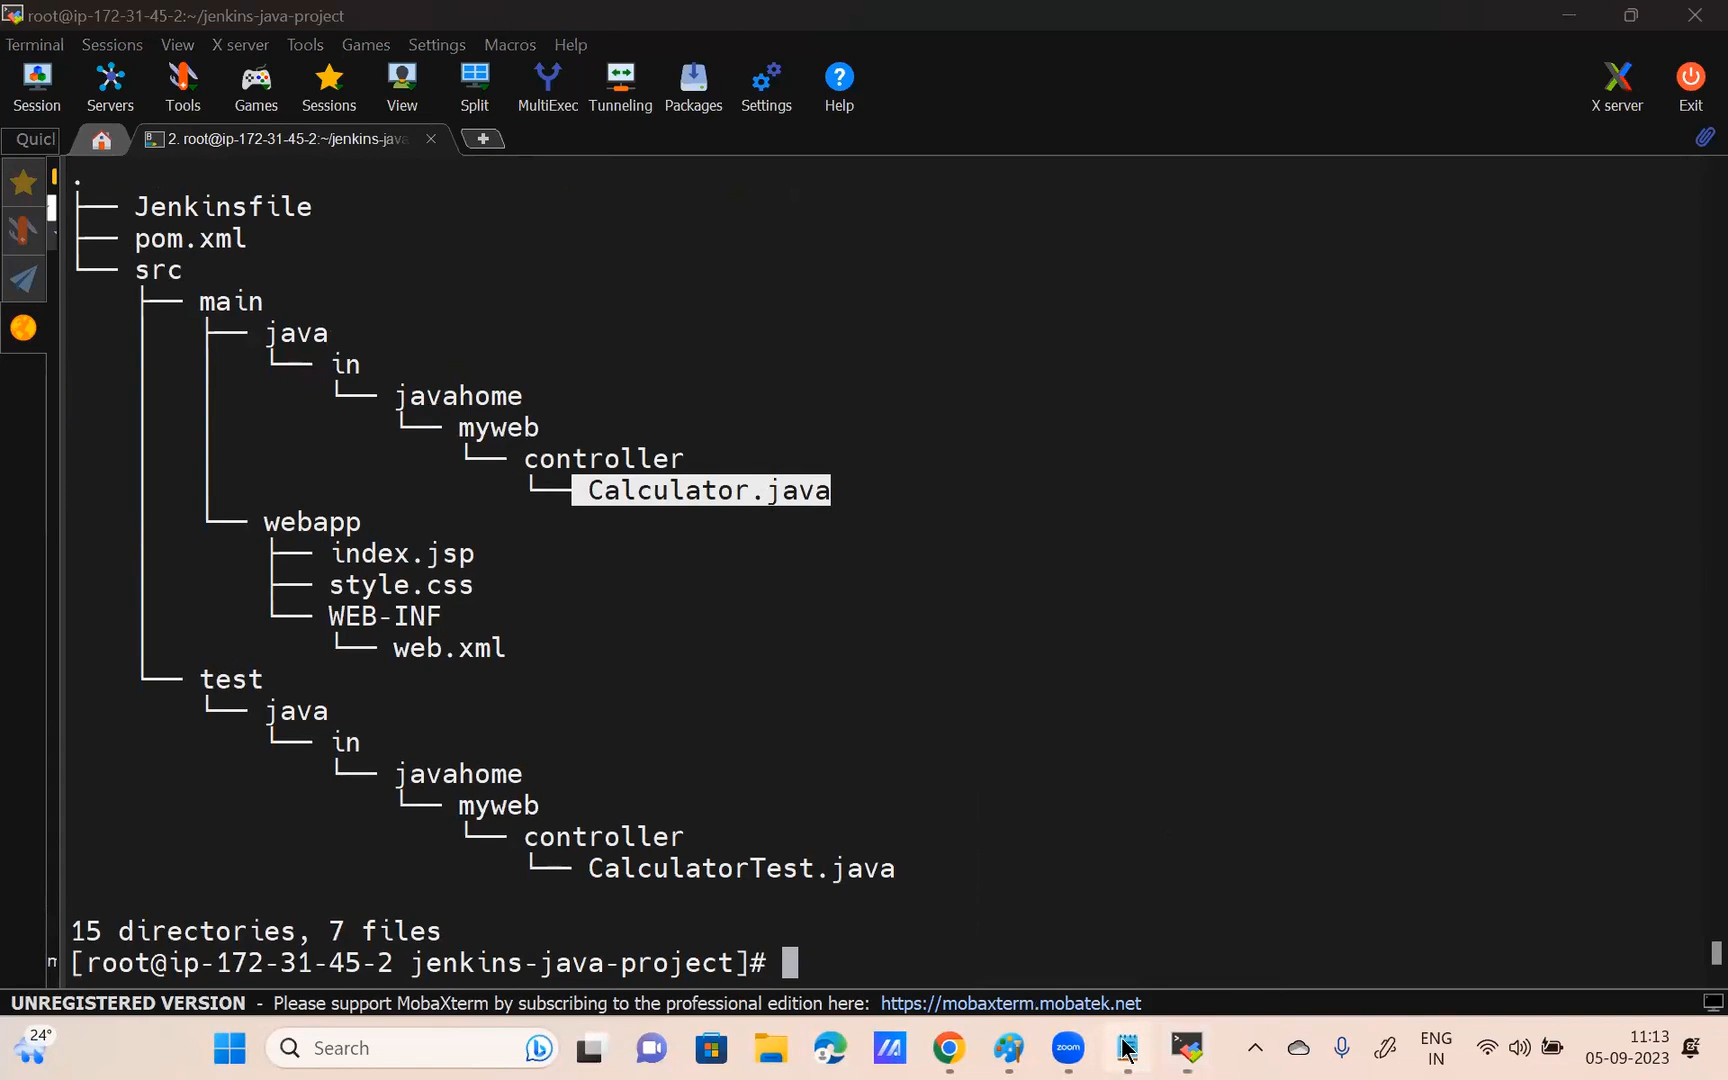 root@ip-172-31-45-2:~/jenkins-java-project
Terminal Sessions View X server Tools Games Settings Macros Help
Session Servers Tools Games Sessions View Split MultiExec Tunneling Packages Settings Help X server Exit
Quicl 2. root@ip-172-31-45-2:~/jenkins-java
.
├── Jenkinsfile
├── pom.xml
└── src
├── main
├── java
└── in
└── javahome
└── myweb
└── controller
└── Calculator.java
└── webapp
├── index.jsp
├── style.css
└── WEB-INF
└── web.xml
└── test
└── java
└── in
└── javahome
└── myweb
└── controller
└── CalculatorTest.java
15 directories, 7 files
[root@ip-172-31-45-2 jenkins-java-project]#
UNREGISTERED VERSION - Please support MobaXterm by subscribing to the professional edition here: https://mobaxterm.mobatek.net
24° Search zoom ENG 11:13
IN 05-09-2023